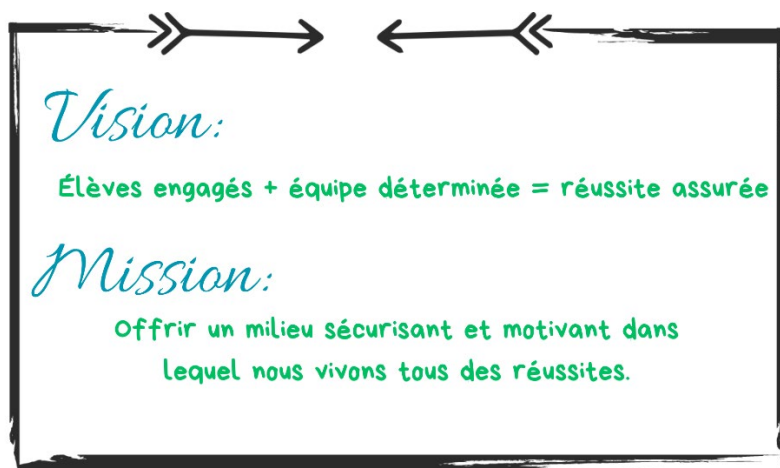 Vision:
Élèves engagés + équipe déterminée = réussite assurée
Mission:
Offrir un milieu sécurisant et motivant dans
lequel nous vivons tous des réussites.